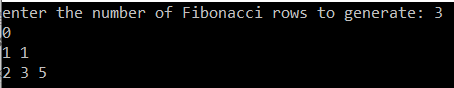 enter the number of Fibonacci rows to generate: 3
0
1 1
2 3 5